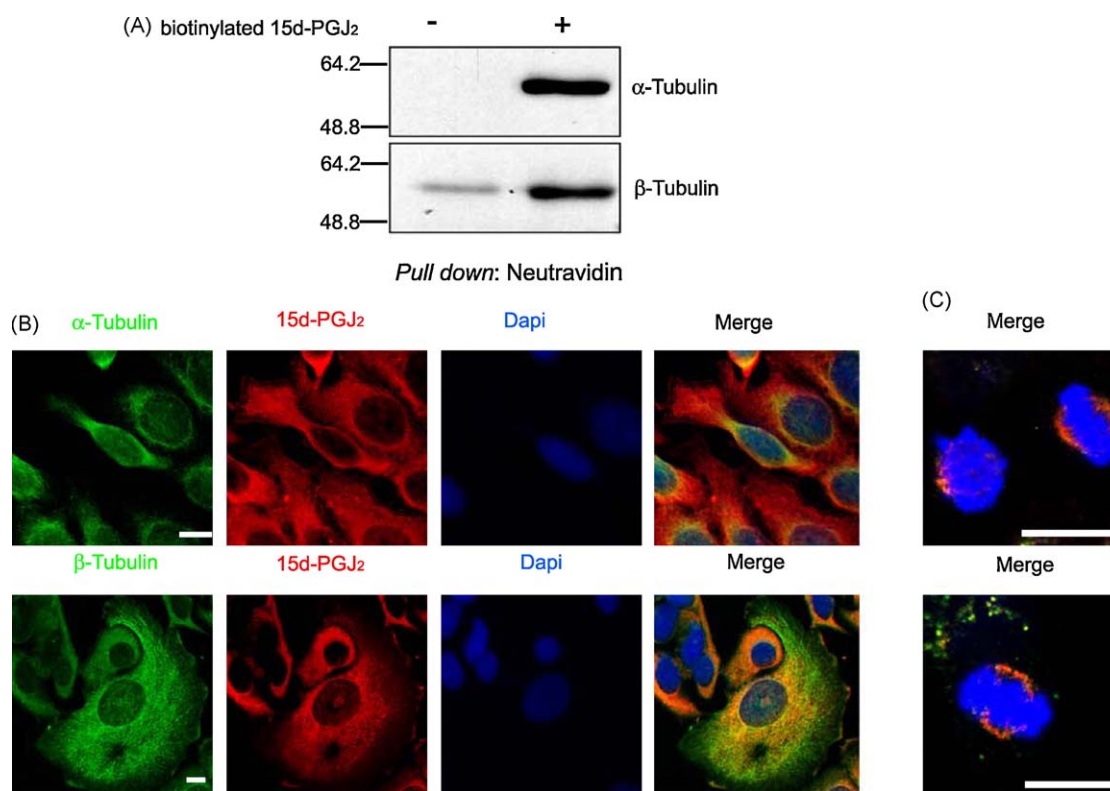 (A) biotinylated 15d-PGJ₂ - +
64.2
α-Tubulin
48.8
64.2
β-Tubulin
48.8
Pull down: Neutravidin
(B) α-Tubulin 15d-PGJ₂ Dapi Merge (C) Merge
β-Tubulin 15d-PGJ₂ Dapi Merge Merge